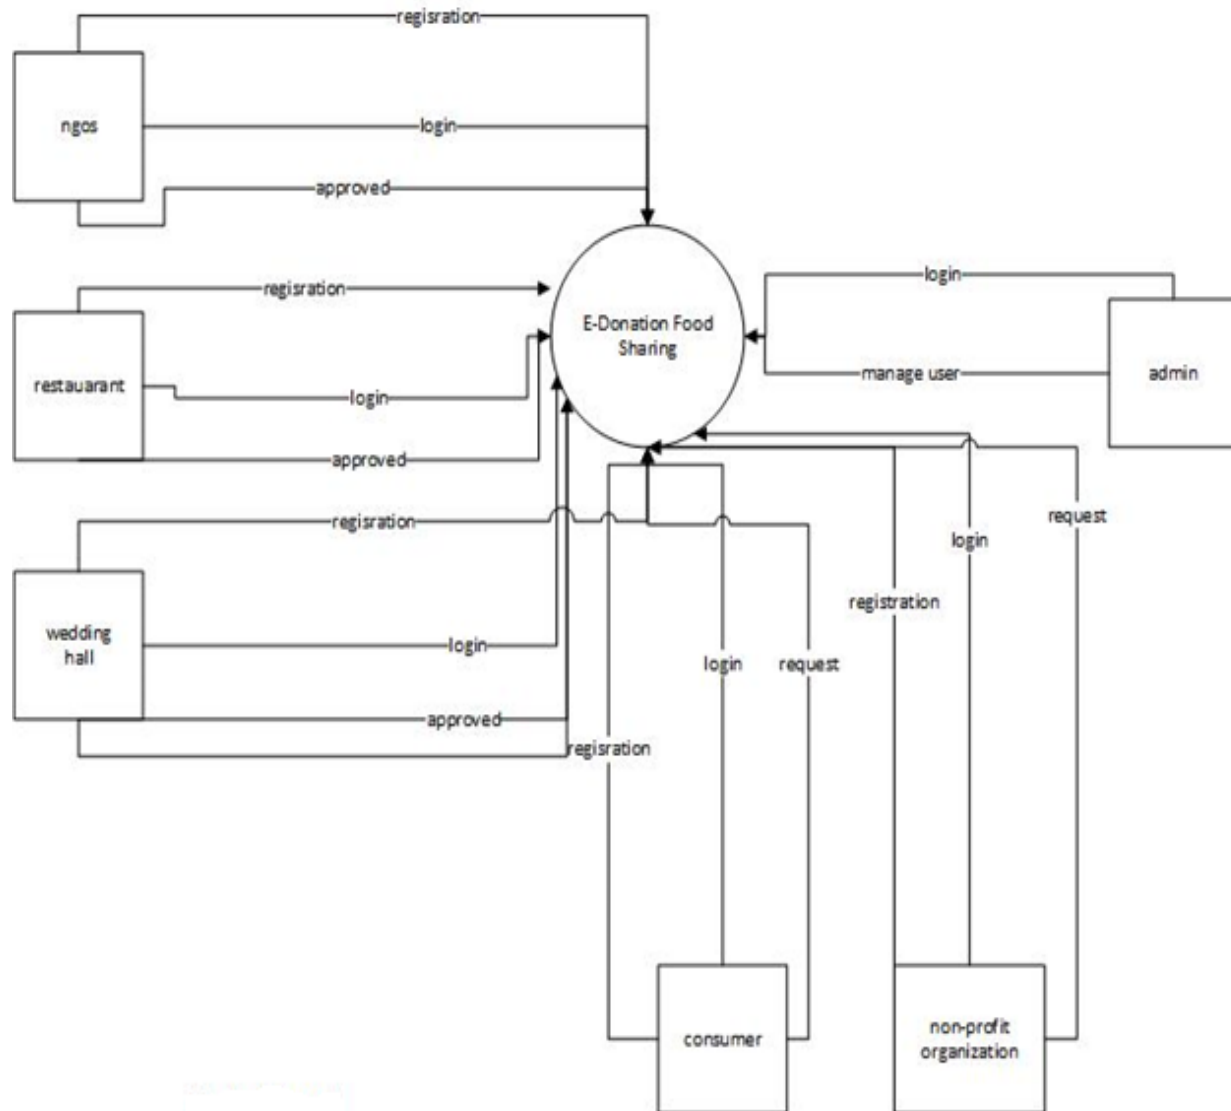 regisration
ngos
login
approved
regisration
restauarant
login
approved
E-Donation Food
Sharing
login
manage user
admin
regisration
wedding
hall
login
approved
regisration
login
request
registration
login
request
consumer
non-profit
organization